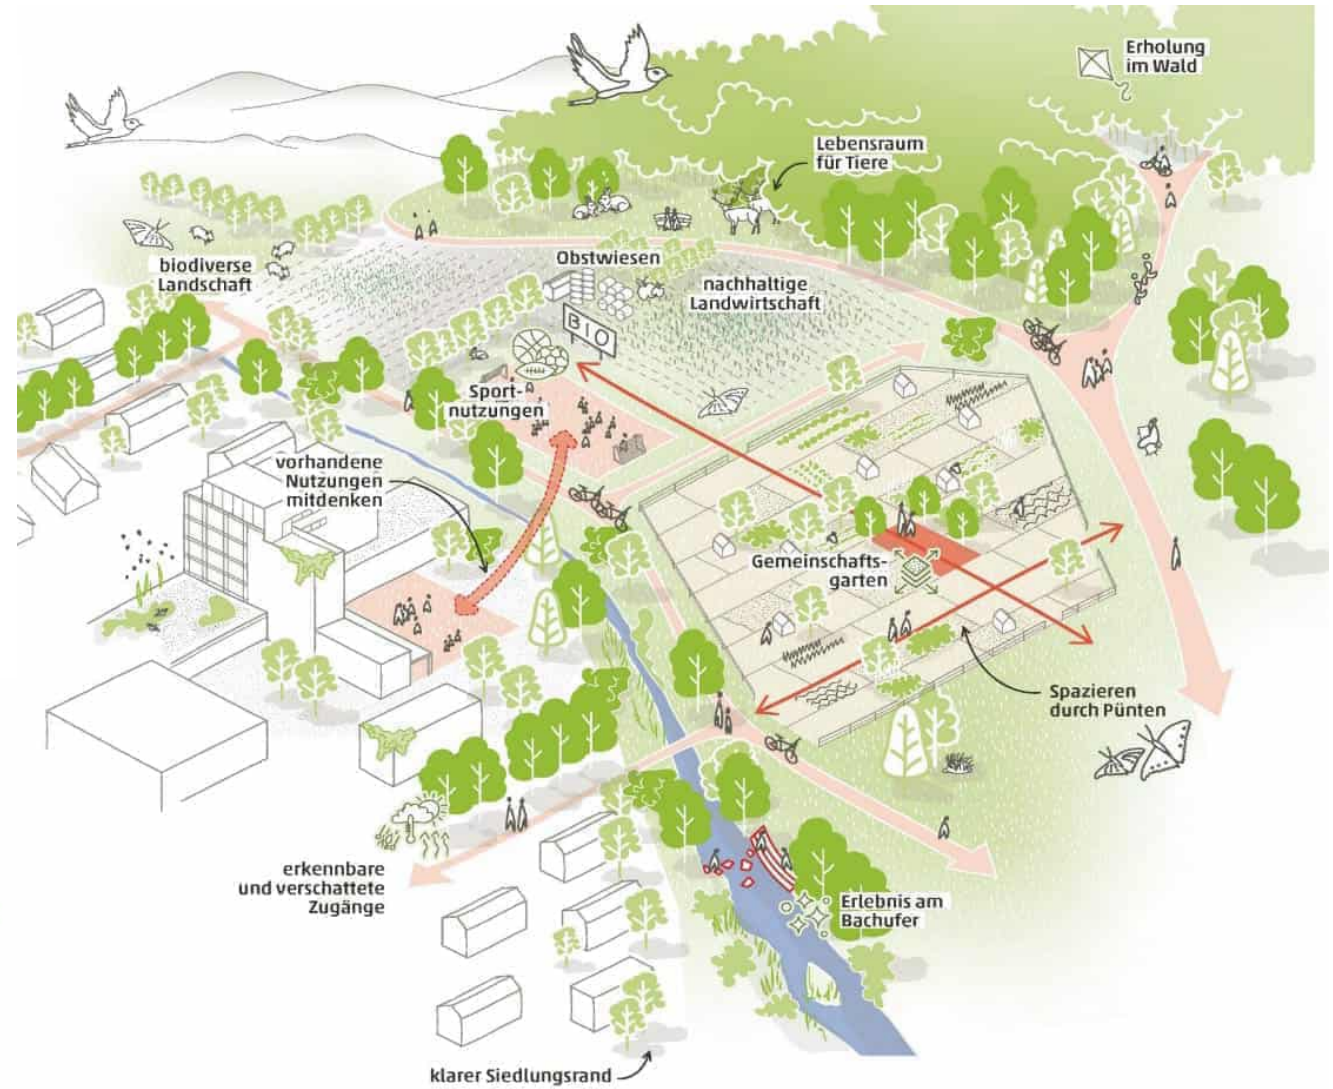 Erholung
im Wald
Lebensraum
für Tiere
biodiverse
Landschaft
Obstwiesen
nachhaltige
Landwirtschaft
BIO
Sport-
nutzungen
vorhandene
Nutzungen
mitdenken
Gemeinschafts-
garten
Spazieren
durch Pünten
erkennbare
und verschattete
Zugänge
Erlebnis am
Bachufer
klarer Siedlungsrand